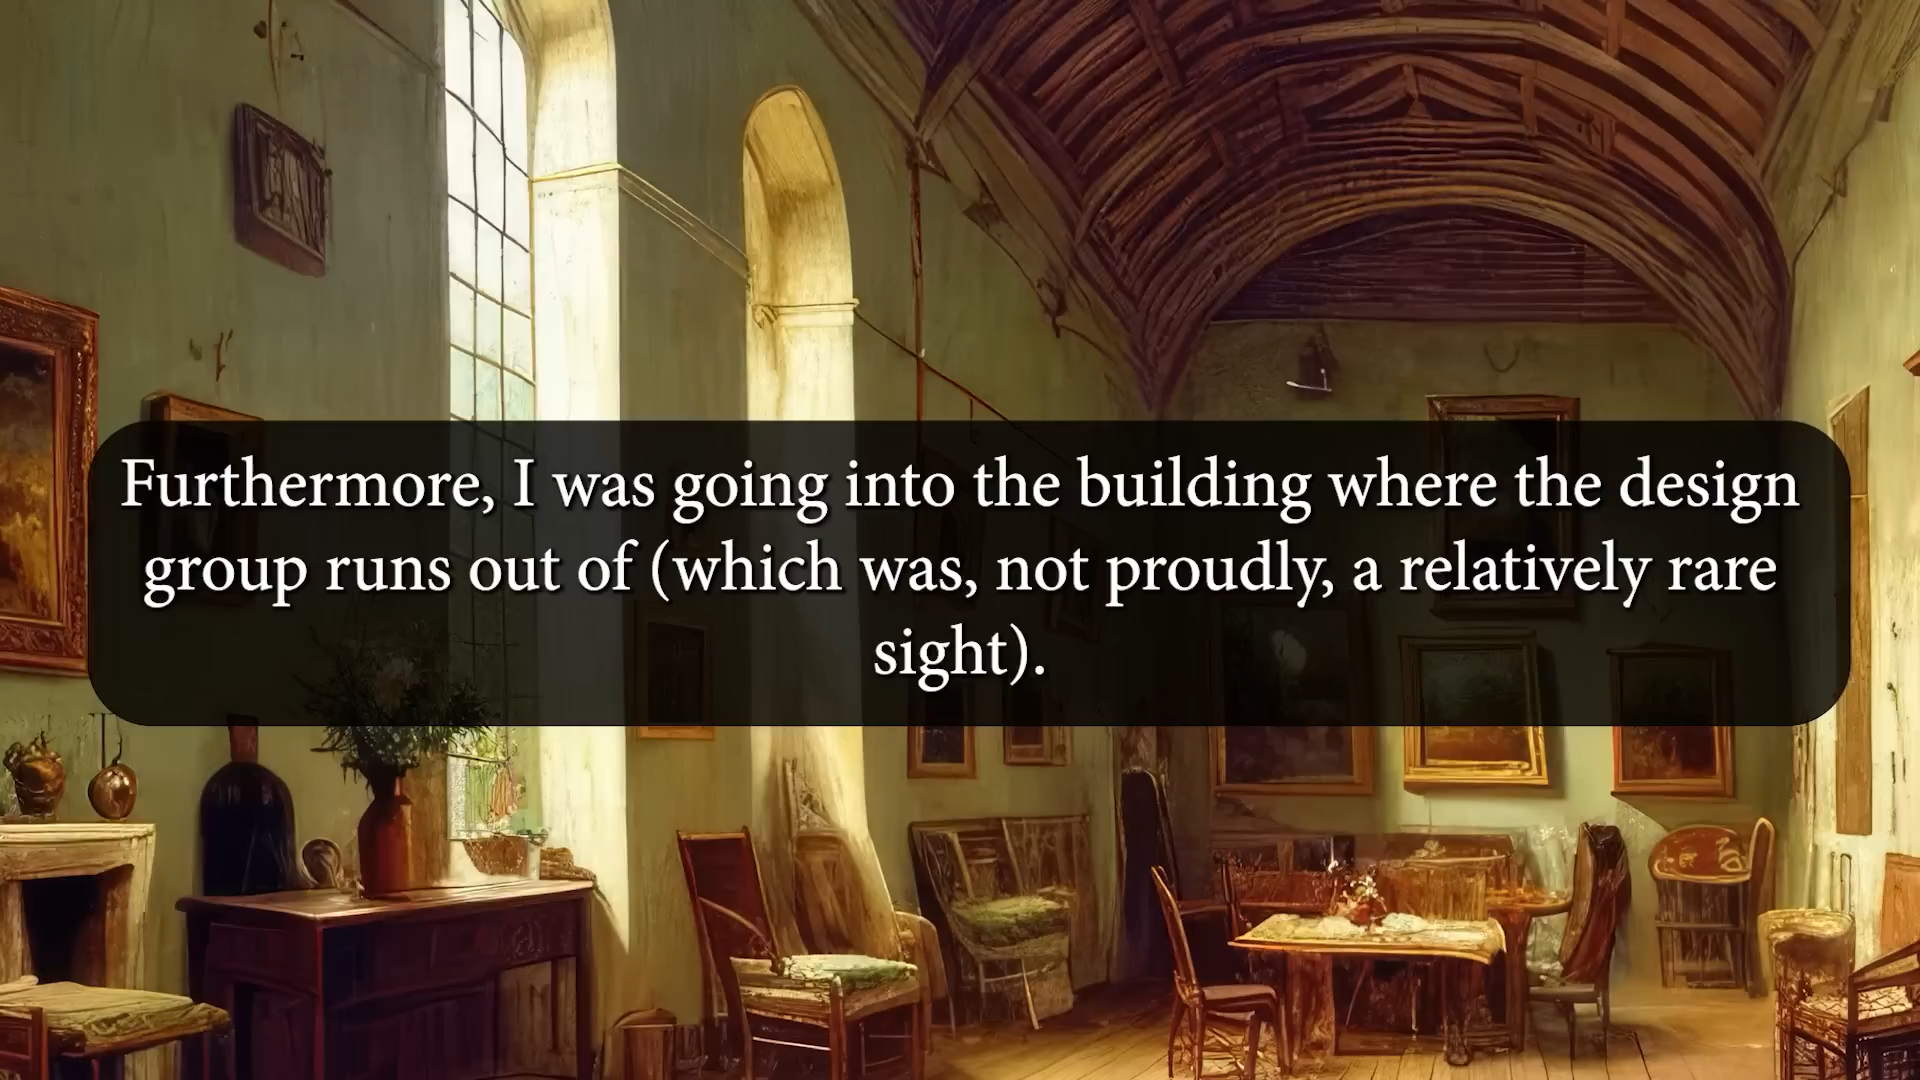 Furthermore, I was going into the building where the design
group runs out of (which was, not proudly, a relatively rare
sight).